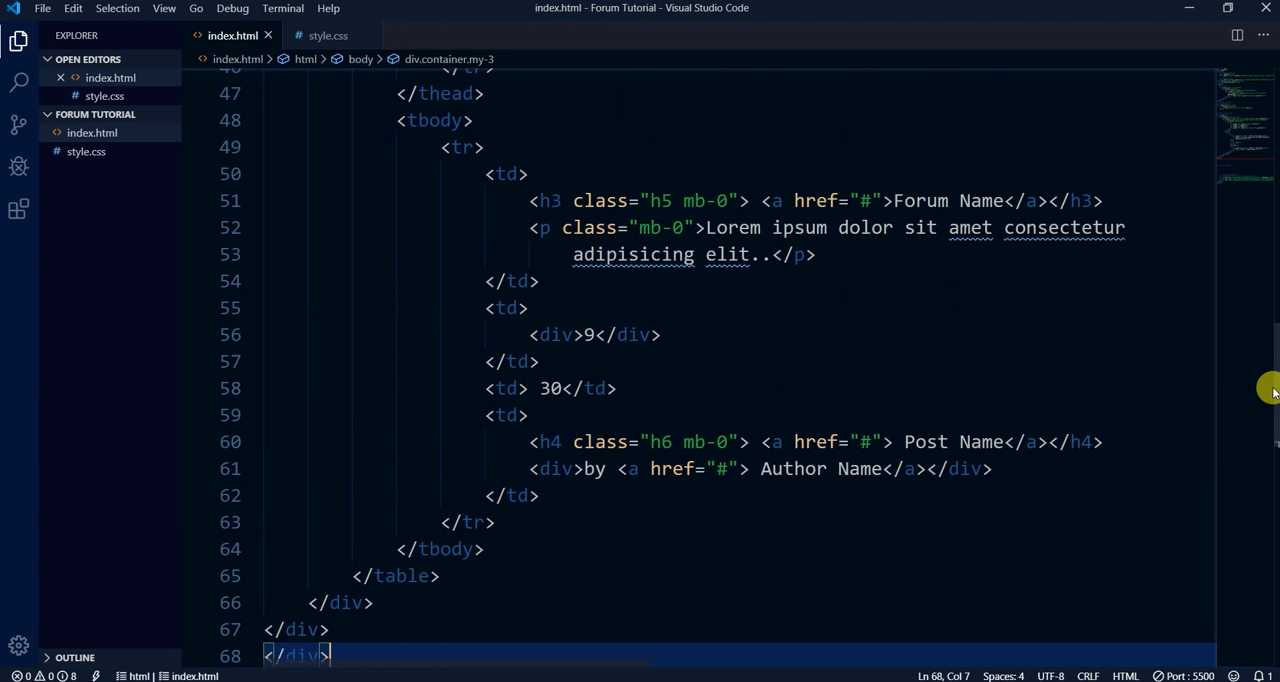 File Edit Selection View Go Debug Terminal Help
index.html - Forum Tutorial - Visual Studio Code
EXPLORER
OPEN EDITORS
index.html
style.css
FORUM TUTORIAL
index.html
style.css
OUTLINE
index.html
style.css
index.html > html > body > div.container.my-3
46 </tr>
47 </thead>
48 <tbody>
49 <tr>
50 <td>
51 <h3 class="h5 mb-0"> <a href="#">Forum Name</a></h3>
52 <p class="mb-0">Lorem ipsum dolor sit amet consectetur
53 adipisicing elit..</p>
54 </td>
55 <td>
56 <div>9</div>
57 </td>
58 <td> 30</td>
59 <td>
60 <h4 class="h6 mb-0"> <a href="#"> Post Name</a></h4>
61 <div>by <a href="#"> Author Name</a></div>
62 </td>
63 </tr>
64 </tbody>
65 </table>
66 </div>
67 </div>
68 </div>
0 0 8 html | index.html Ln 68, Col 7 Spaces: 4 UTF-8 CRLF HTML Port : 5500 1